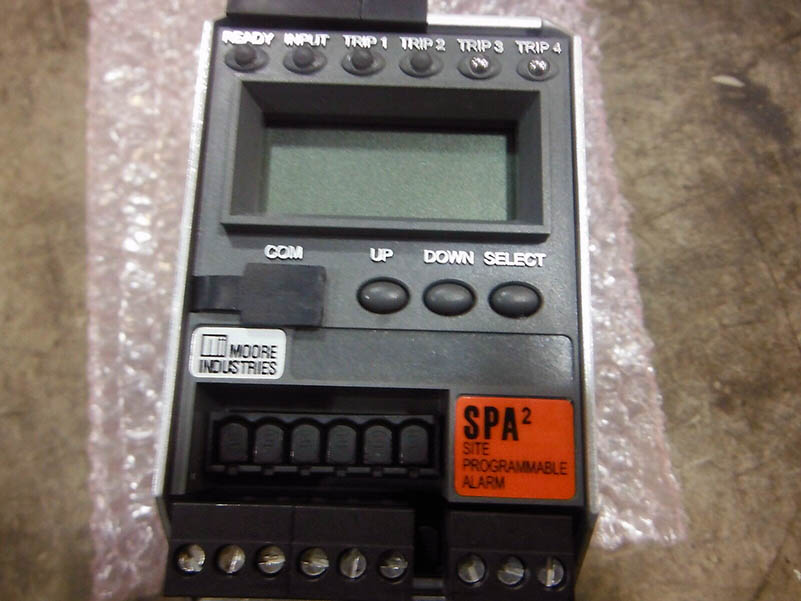 READY INPUT TRIP 1 TRIP 2 TRIP 3 TRIP 4
COM UP DOWN SELECT
MOORE
INDUSTRIES
SPA²
SITE
PROGRAMMABLE
ALARM